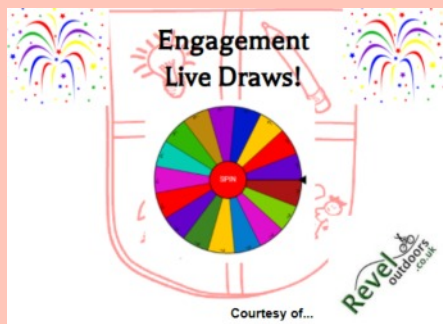 Engagement
Live Draws!
SPIN
Courtesy of...
Revel
outdoors
.co.uk